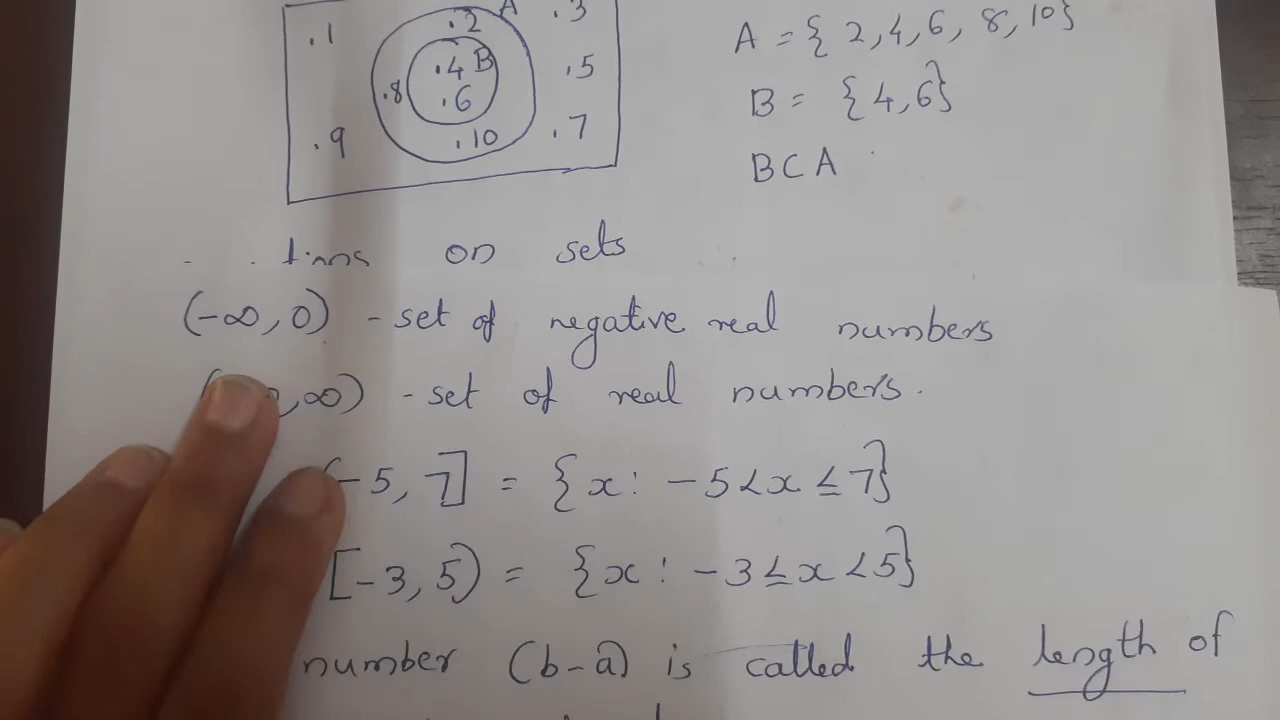 .1 .2 A .3
.4 B .5
.8 .6
.9 .10 .7
A = { 2,4,6, 8,10}
B = {4,6}
B⊂A
on sets
(-∞,0) - set of negative real numbers
,∞) - set of real numbers.
-5, 7] = {x: -5<x≤7}
[-3, 5) = {x: -3≤x<5}
number (b-a) is called the length of